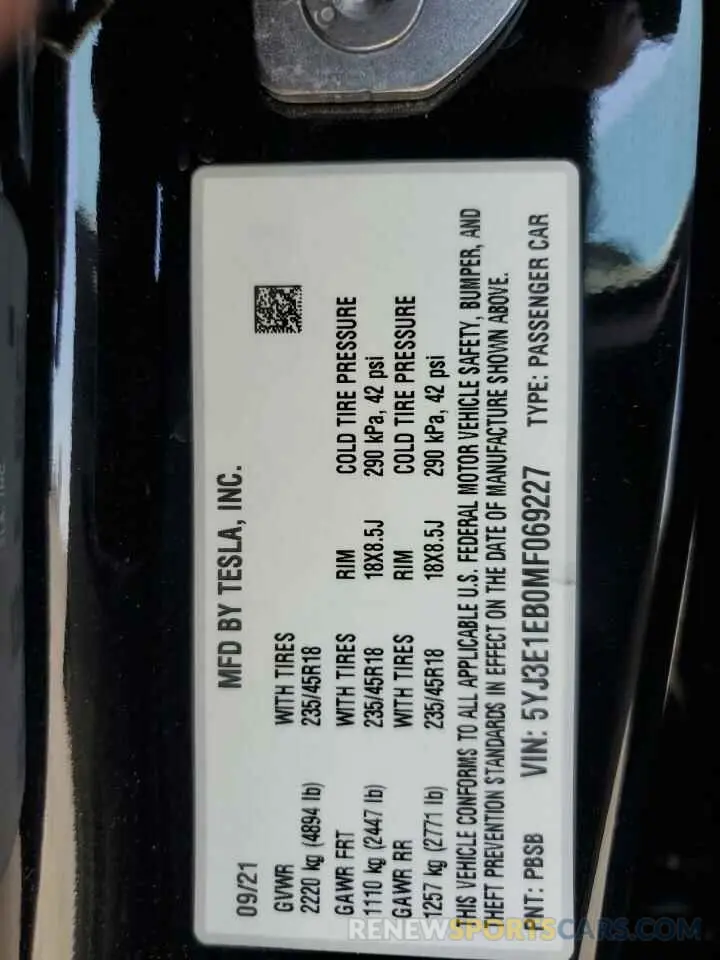 MFD BY TESLA, INC.
09/21
GVWR WITH TIRES
2220 kg (4894 lb) 235/45R18
GAWR FRT WITH TIRES RIM COLD TIRE PRESSURE
1110 kg (2447 lb) 235/45R18 18X8.5J 290 kPa, 42 psi
GAWR RR WITH TIRES RIM COLD TIRE PRESSURE
1257 kg (2771 lb) 235/45R18 18X8.5J 290 kPa, 42 psi
THIS VEHICLE CONFORMS TO ALL APPLICABLE U.S. FEDERAL MOTOR VEHICLE SAFETY, BUMPER, AND
THEFT PREVENTION STANDARDS IN EFFECT ON THE DATE OF MANUFACTURE SHOWN ABOVE.
PNT: PBSB VIN: 5YJ3E1EB0MF069227 TYPE: PASSENGER CAR
RENEWSPORTSCARS.COM